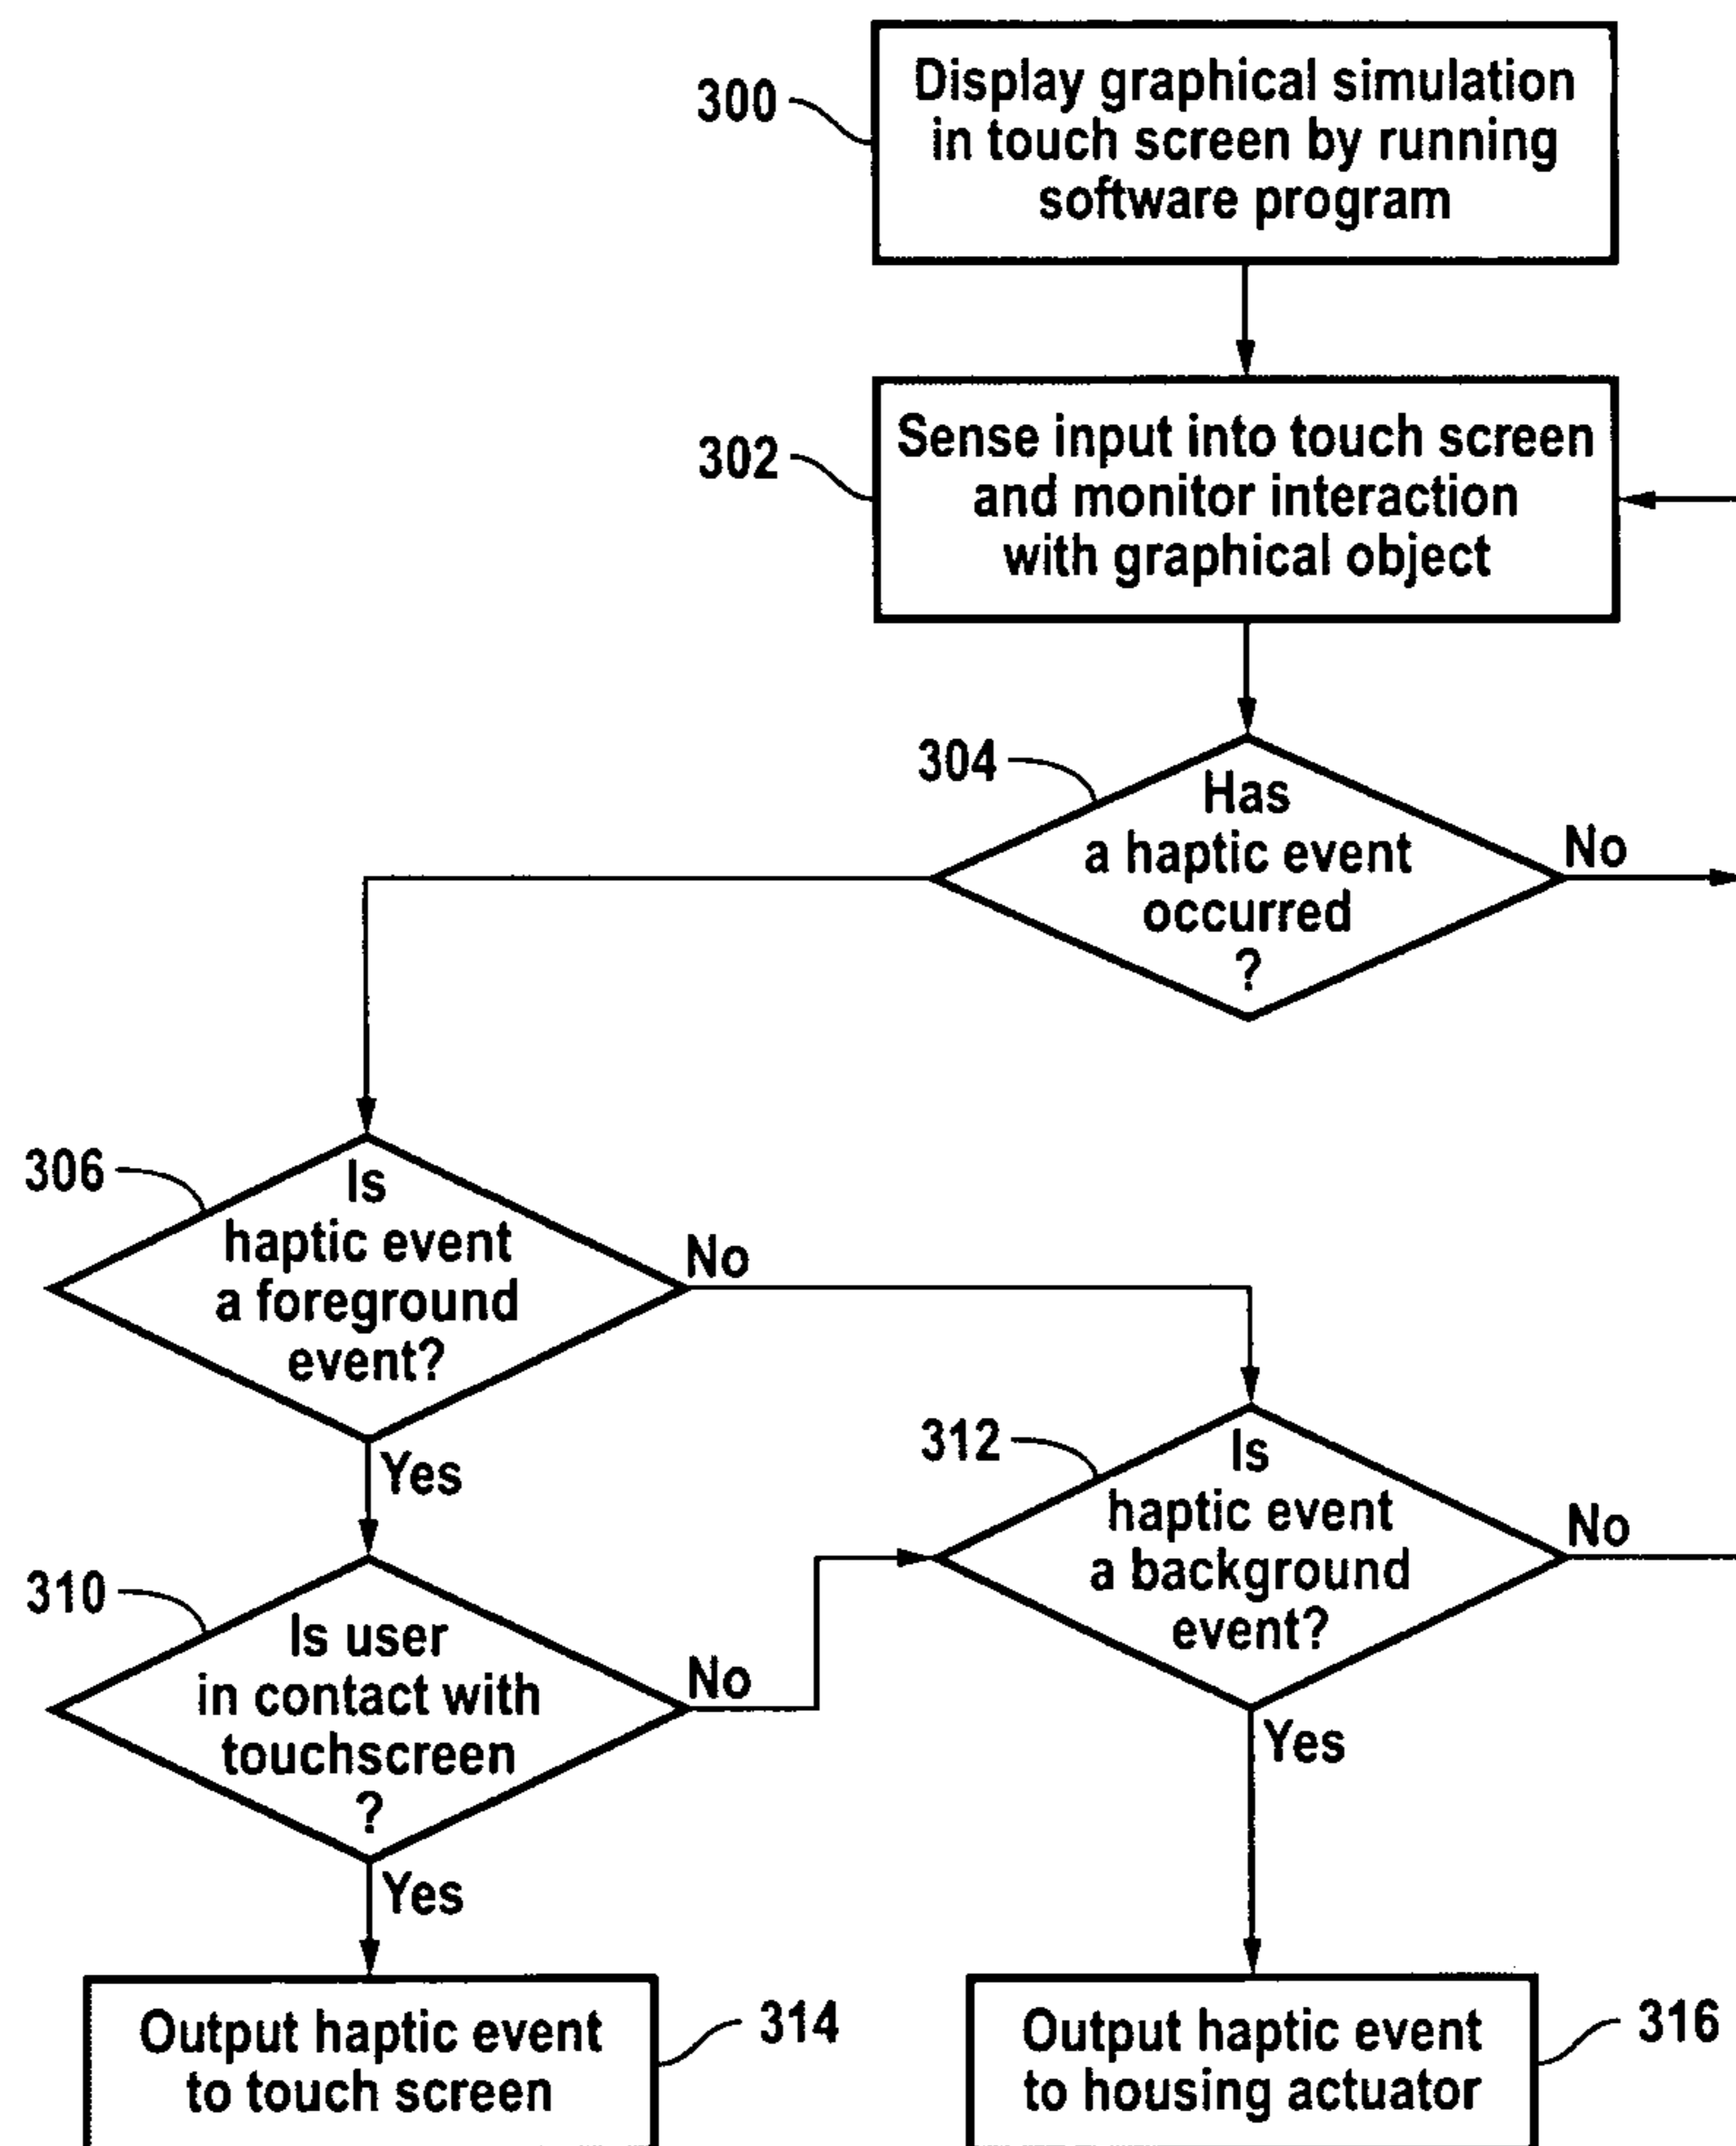 300
Display graphical simulation
in touch screen by running
software program
302
Sense input into touch screen
and monitor interaction
with graphical object
304
Has
a haptic event
occurred
?
No
306
Is
haptic event
a foreground
event?
No
Yes
312
Is
haptic event
a background
event?
No
Yes
310
Is user
in contact with
touchscreen
?
No
Yes
Output haptic event
to touch screen
314
Output haptic event
to housing actuator
316